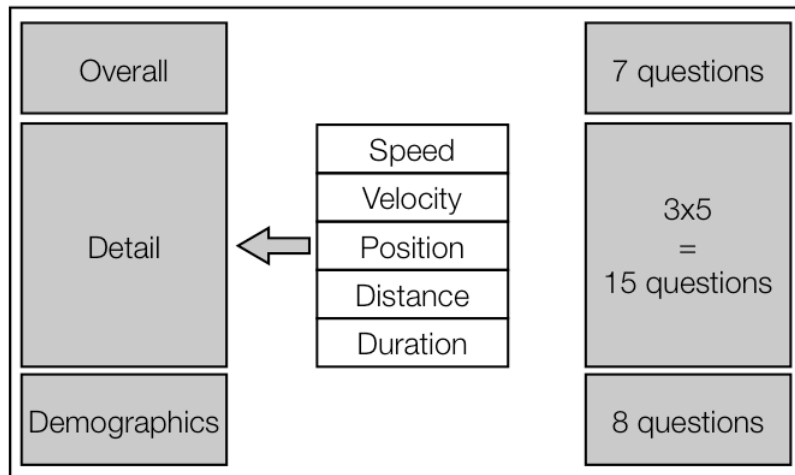 Overall
7 questions
Speed
Velocity
Position
Distance
Duration
Detail
3x5
=
15 questions
Demographics
8 questions